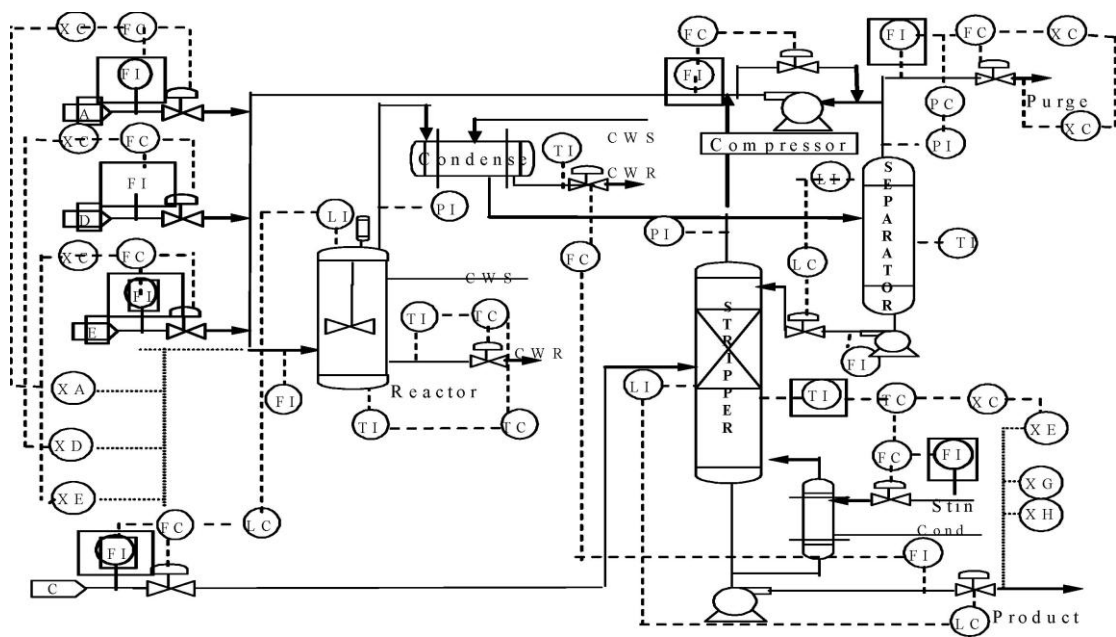 XC FC
FI
A
XC FC
FI
D
XC FC
FI
E
XA
XD
XE
FC LC
FI
C
LI
PI
Condense
CWS
TI
CWR
FC
CWS
TI TC
CWR
FI
Reactor
TI TC
FC
FI
Compressor
FI FC XC
Purge
PC
XC
PI
LI
SEPARATOR
TI
PI
LC
FI
STRIPPER
LI
TI TC XC
XE
FC FI
XG
Stin
XH
Cond
FI
LC Product